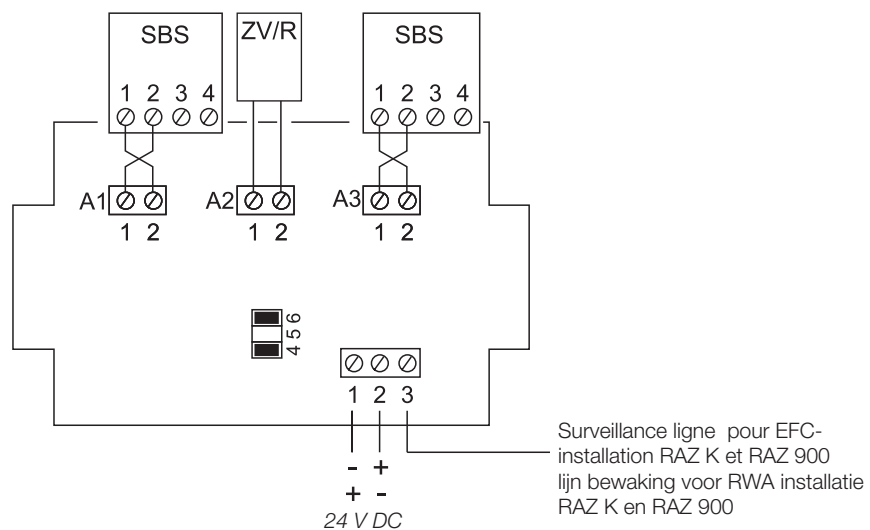 SBS
ZV/R
SBS
1 2 3 4
1 2 3 4
A1
A2
A3
1 2
1 2
1 2
4 5 6
1 2 3
- +
+ -
24 V DC
Surveillance ligne pour EFC-
installation RAZ K et RAZ 900
lijn bewaking voor RWA installatie
RAZ K en RAZ 900